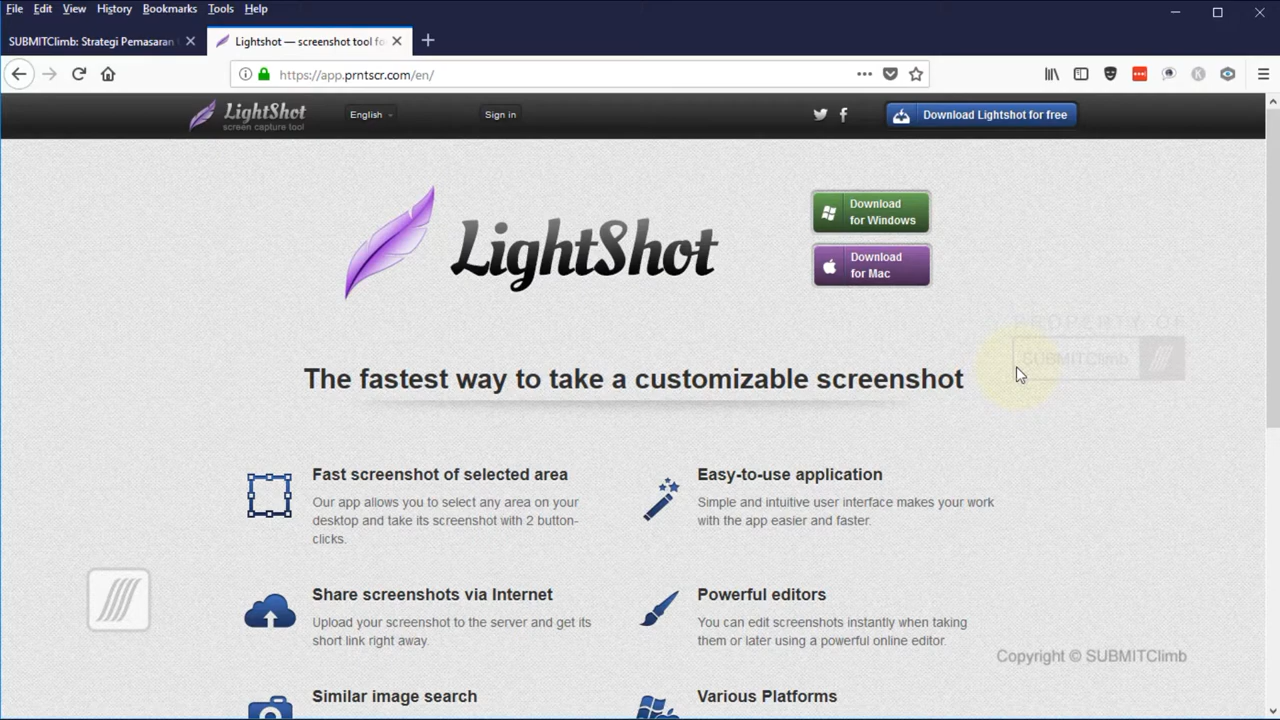 File Edit View History Bookmarks Tools Help
SUBMITClimb: Strategi Pemasaran
Lightshot — screenshot tool fo
https://app.prntscr.com/en/
LightShot
screen capture tool
English
Sign in
Download Lightshot for free
LightShot
Download
for Windows
Download
for Mac
PROPERTY OF
SUBMITClimb
The fastest way to take a customizable screenshot
Fast screenshot of selected area
Our app allows you to select any area on your
desktop and take its screenshot with 2 button-
clicks.
Easy-to-use application
Simple and intuitive user interface makes your work
with the app easier and faster.
Share screenshots via Internet
Upload your screenshot to the server and get its
short link right away.
Powerful editors
You can edit screenshots instantly when taking
them or later using a powerful online editor.
Copyright © SUBMITClimb
Similar image search
Various Platforms